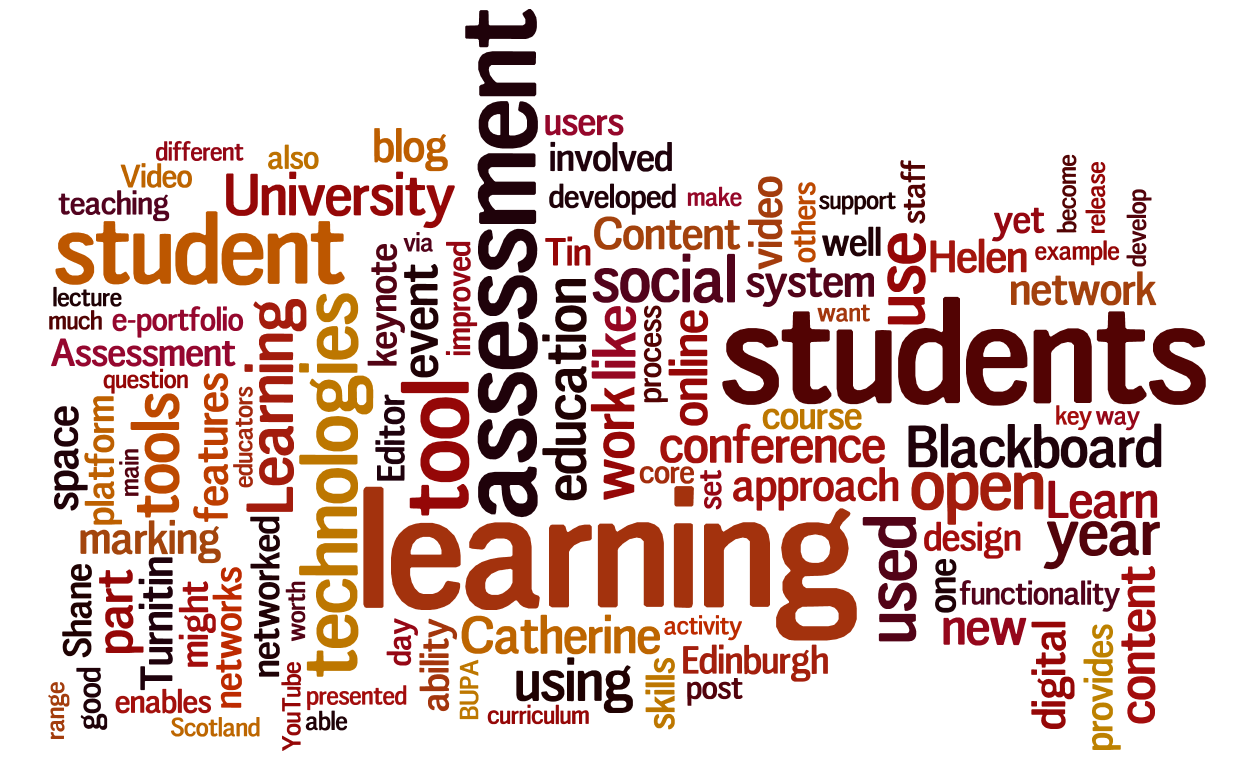 assessment
users
involved
developed
make
different
also
blog
Video
University
teaching
student
lecture
much
e-portfolio
Assessment
question
via
keynote
event
improved
Tin
Content
video
others
support
staff
well
social
system
use
want
Helen
yet
become
release
example
develop
network
students
education
like
work
process
online
Learning
technologies
Editor
tool
space
platform
main
tools
features
educators
course
key way
conference
Blackboard
core
set
approach
open
Learn
learning
marking
networked
used
design
year
one
functionality
new
content
digital
provides
Shane
part
Turnitin
might
networks
worth
day
ability
Catherine
activity
Edinburgh
using
skills
post
BUPA
curriculum
range
good
enables
Scotland
YouTube
presented
able